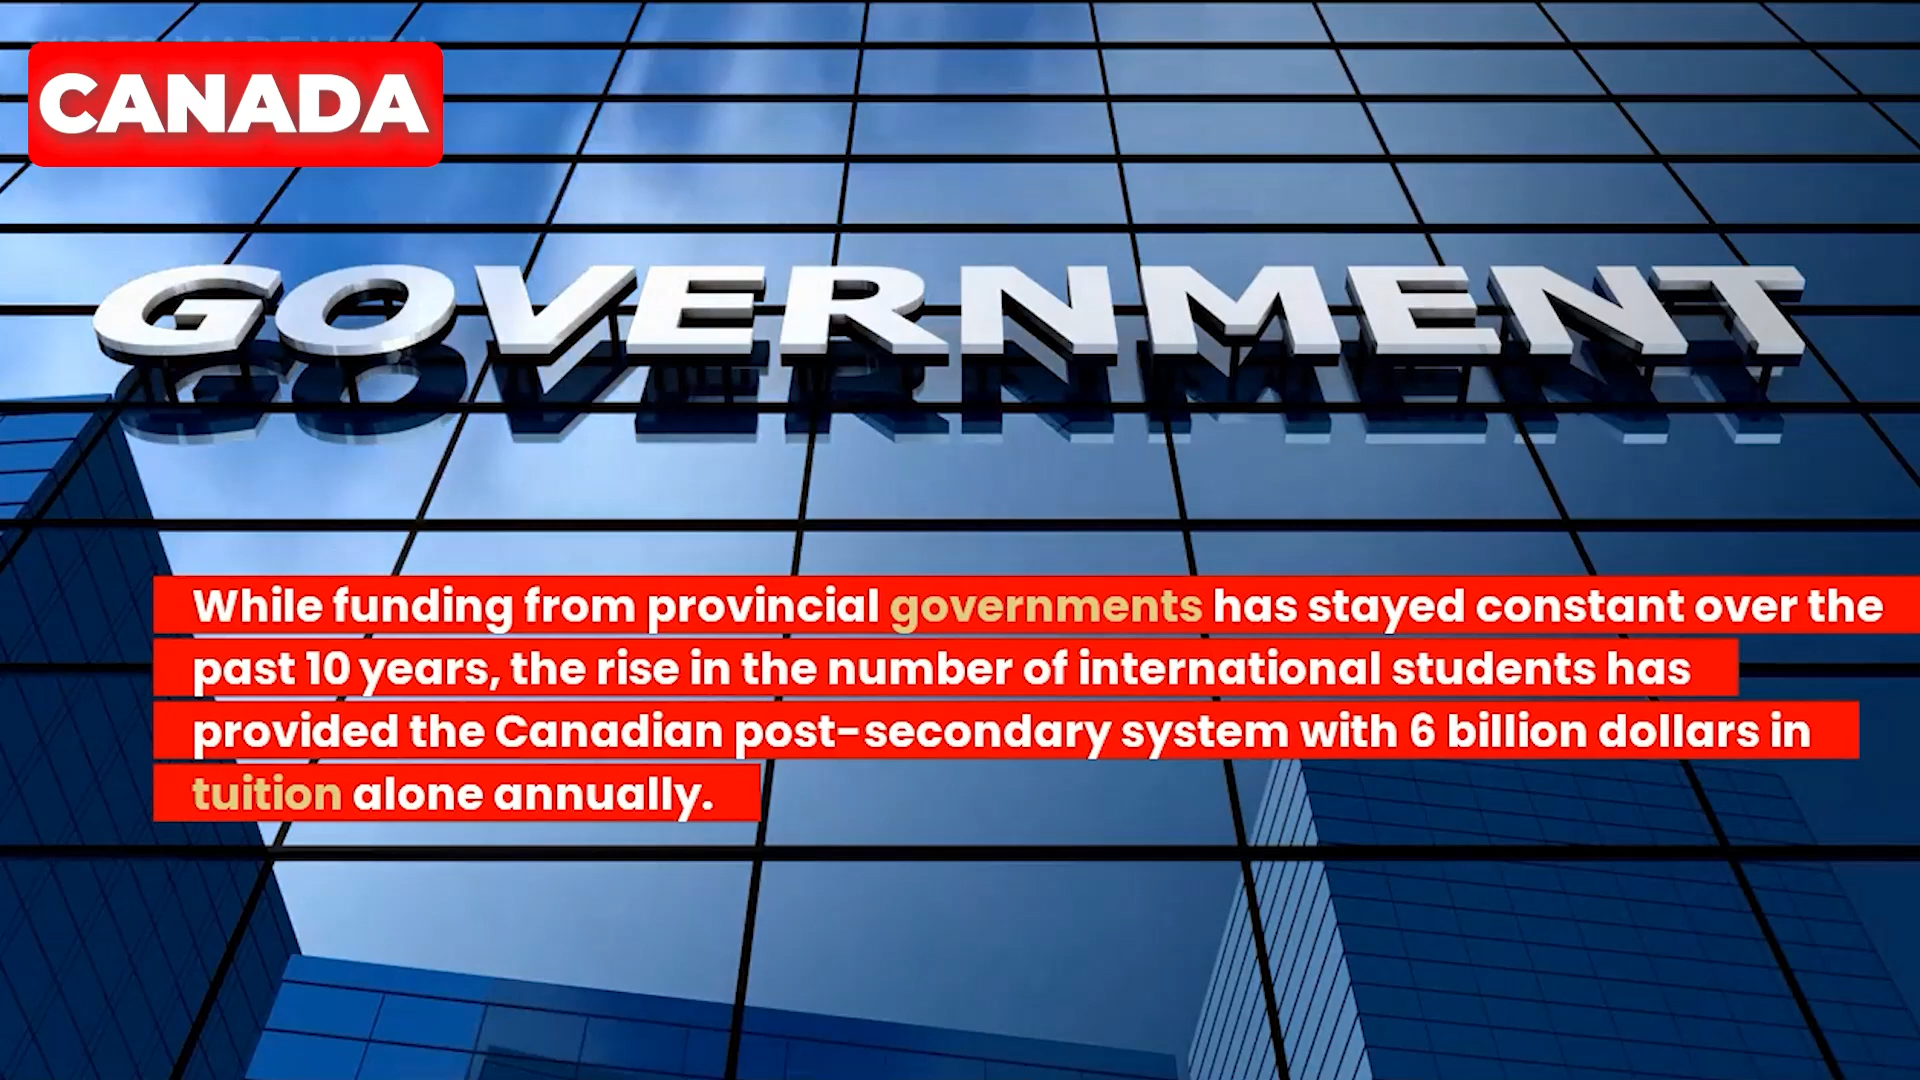 CANADA
GOVERNMENT
While funding from provincial governments has stayed constant over the
past 10 years, the rise in the number of international students has
provided the Canadian post-secondary system with 6 billion dollars in
tuition alone annually.